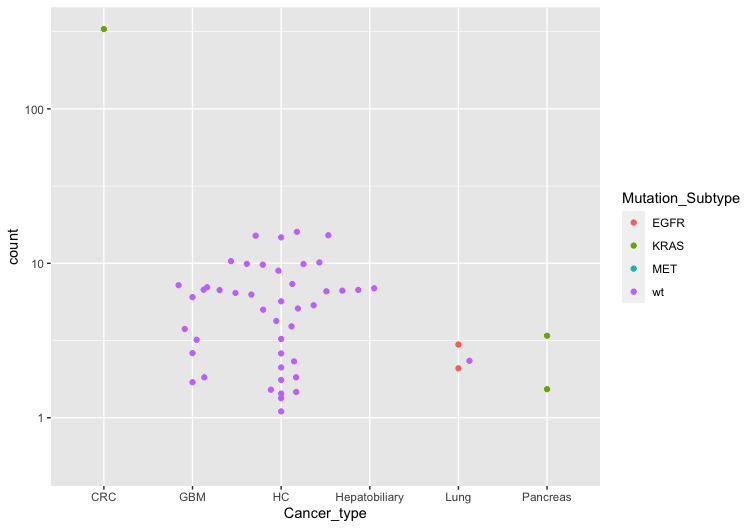 100
10
1
count
CRC
GBM
HC
Hepatobiliary
Lung
Pancreas
Cancer_type
Mutation_Subtype
EGFR
KRAS
MET
wt